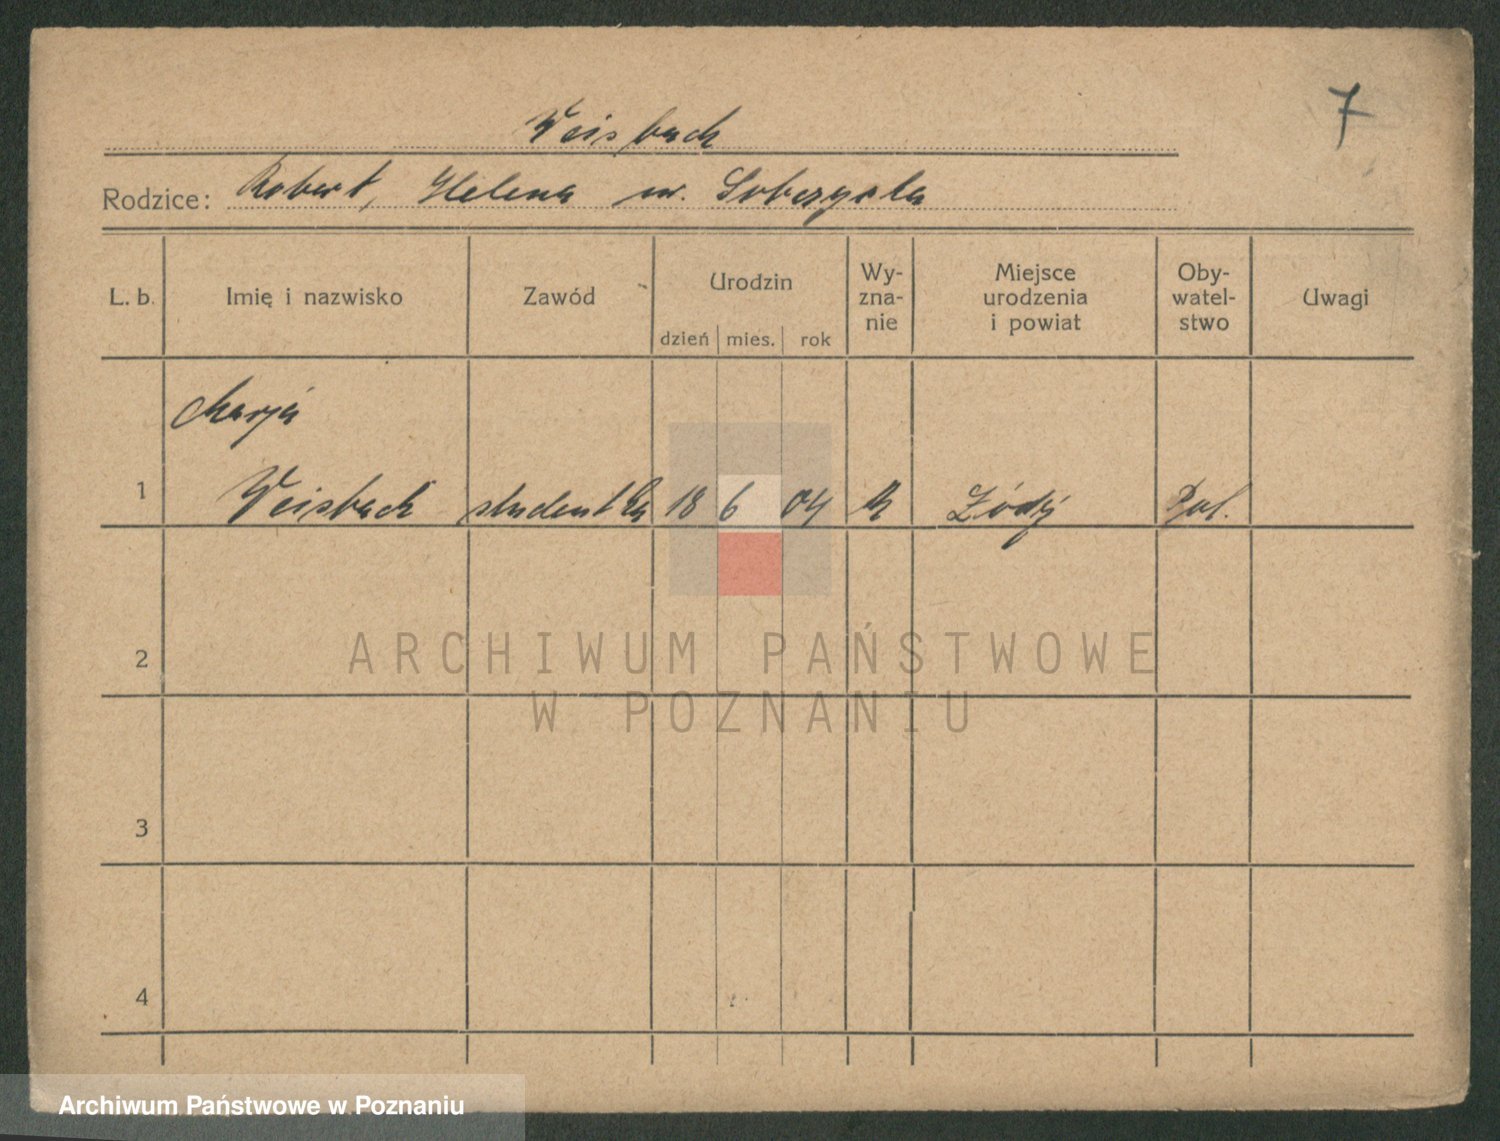 7
Weisbach
Rodzice: Robert, Helena ur. Sobczycka
L. b. Imię i nazwisko Zawód Urodzin dzień mies. rok Wy-zna-nie Miejsce urodzenia i powiat Oby-watel-stwo Uwagi
Marja
1 Weisbach studentka 18 6 04 Łódź Pol.
2
ARCHIWUM PAŃSTWOWE
W POZNANIU
3
4
Archiwum Państwowe w Poznaniu